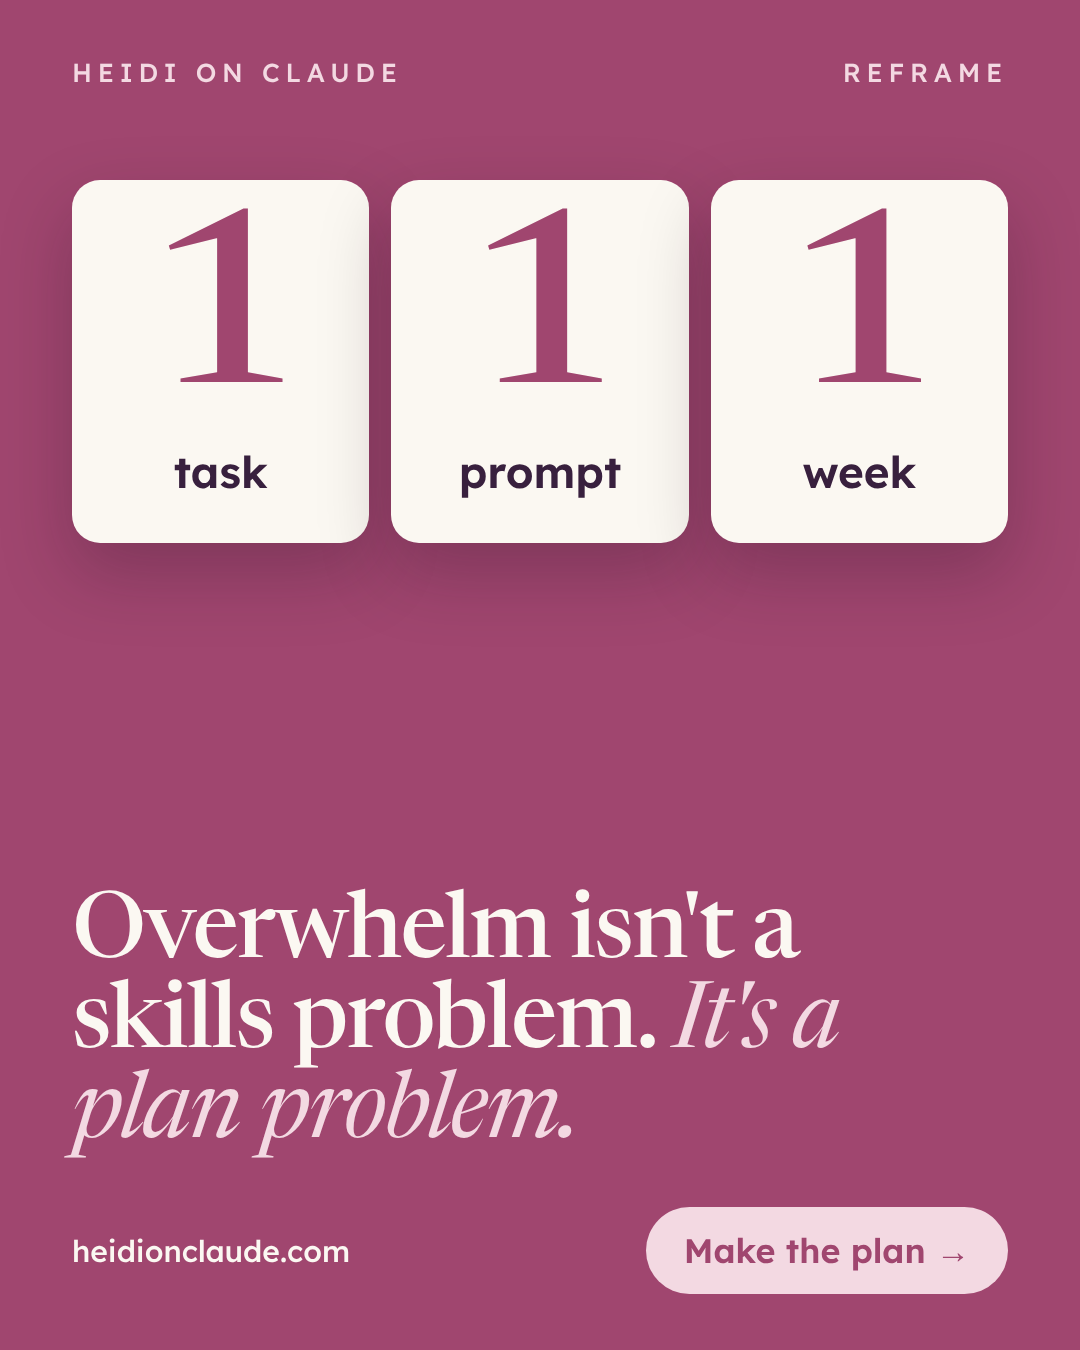 HEIDI ON CLAUDE
REFRAME
1
task
1
prompt
1
week
Overwhelm isn't a
skills problem. It's a
plan problem.
heidionclaude.com
Make the plan →